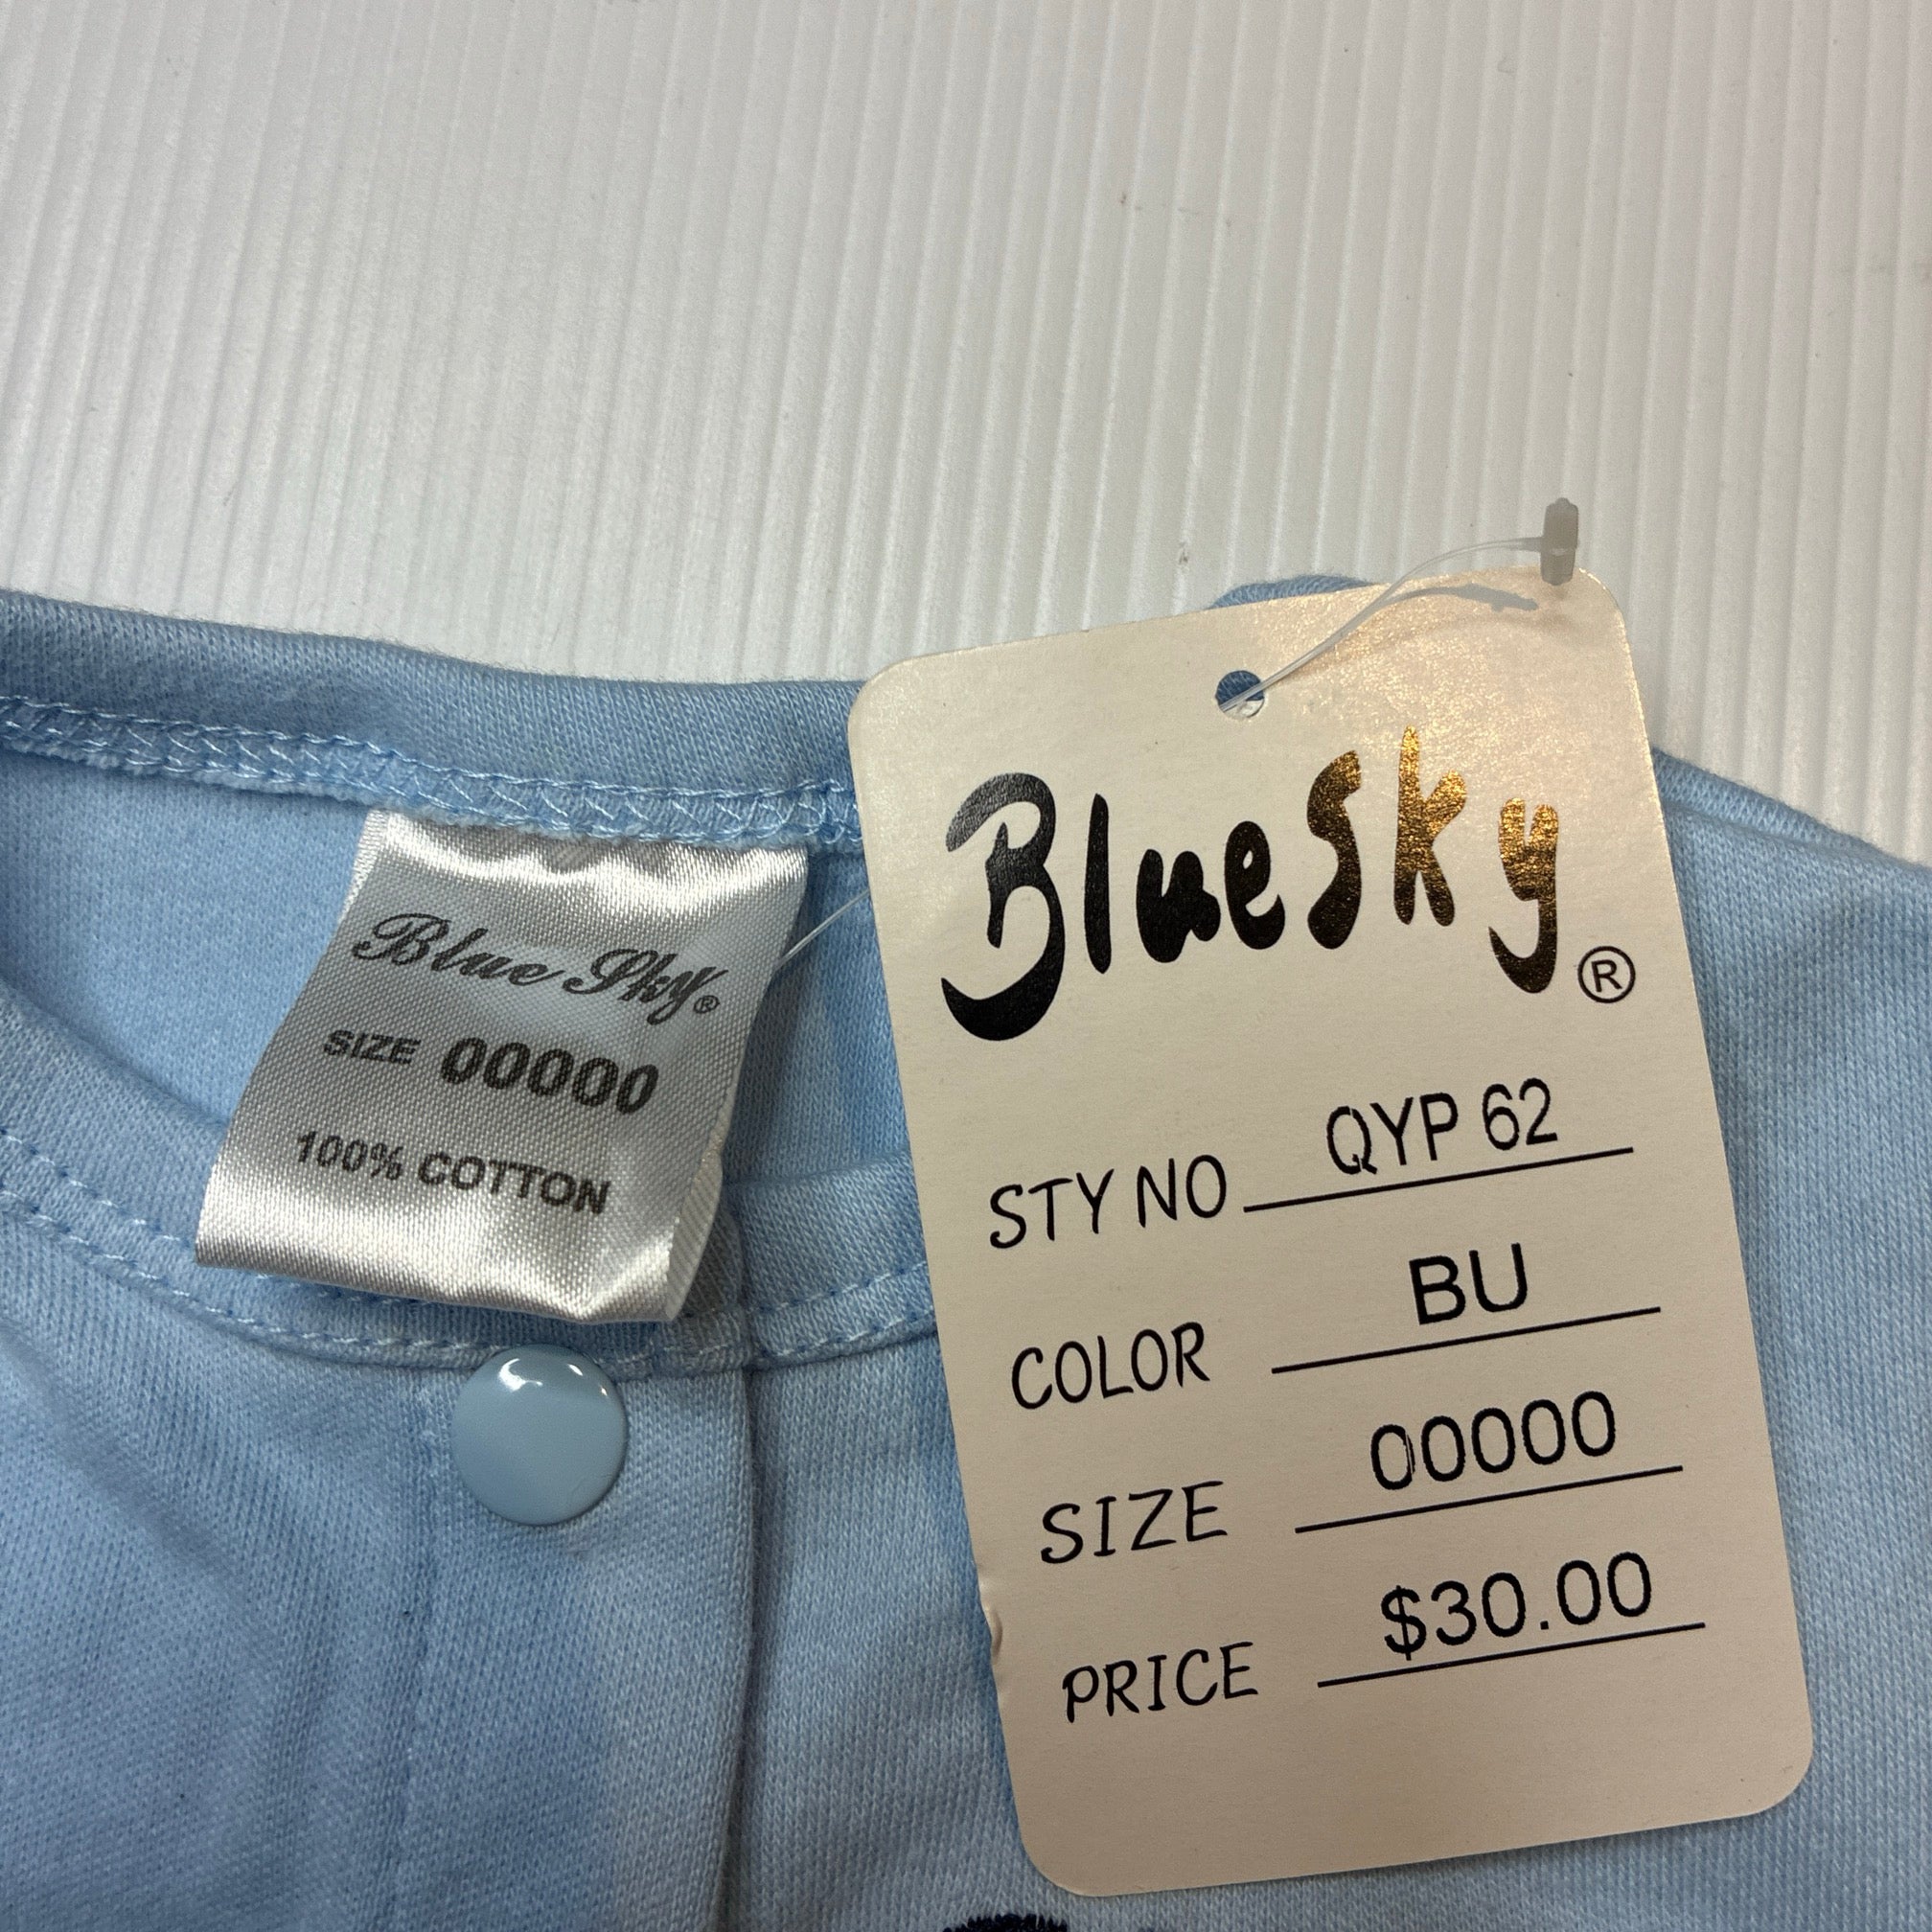 Blue Sky®
SIZE 00000
100% COTTON
BlueSky®
STY NO QYP 62
COLOR BU
SIZE 00000
PRICE $30.00